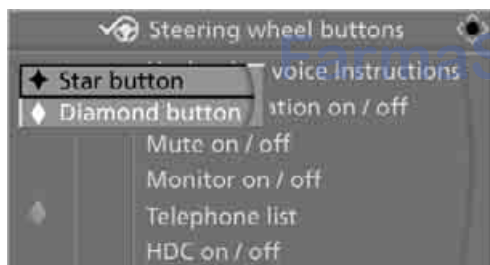 Steering wheel buttons
voice instructions
Star button
ation on / off
Diamond button
Mute on / off
Monitor on / off
Telephone list
HDC on / off